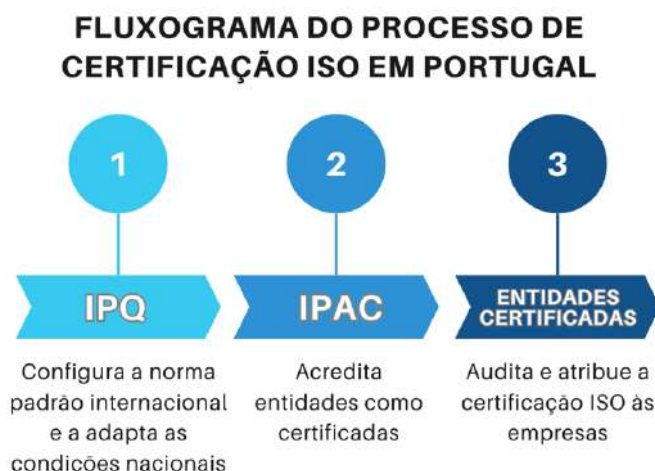 FLUXOGRAMA DO PROCESSO DE
CERTIFICAÇÃO ISO EM PORTUGAL
1
2
3
IPQ
IPAC
ENTIDADES
CERTIFICADAS
Configura a norma
padrão internacional
e a adapta as
condições nacionais
Acredita
entidades como
certificadas
Audita e atribue a
certificação ISO às
empresas